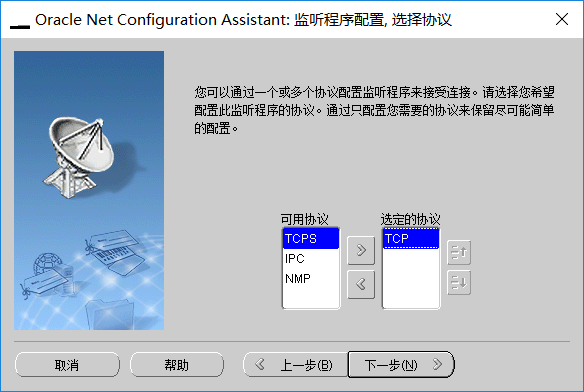 Oracle Net Configuration Assistant: 监听程序配置, 选择协议
您可以通过一个或多个协议配置监听程序来接受连接。请选择您希望
配置此监听程序的协议。通过只配置您需要的协议来保留尽可能简单
的配置。
可用协议
TCPS
IPC
NMP
选定的协议
TCP
取消
帮助
上一步(B)
下一步(N)